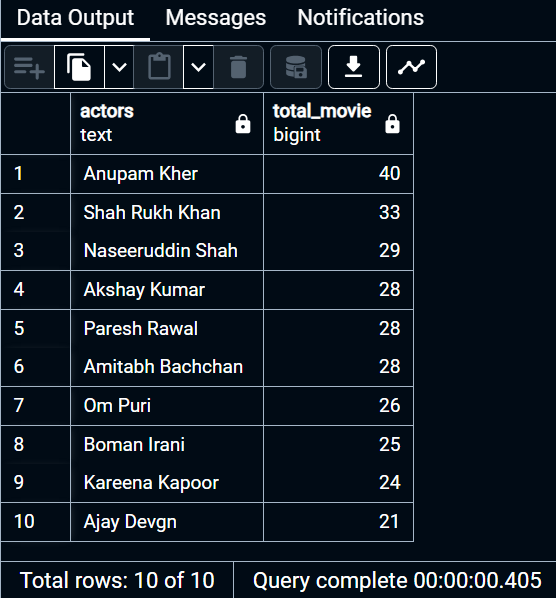 Data Output Messages Notifications
actors total_movie
text bigint
1 Anupam Kher 40
2 Shah Rukh Khan 33
3 Naseeruddin Shah 29
4 Akshay Kumar 28
5 Paresh Rawal 28
6 Amitabh Bachchan 28
7 Om Puri 26
8 Boman Irani 25
9 Kareena Kapoor 24
10 Ajay Devgn 21
Total rows: 10 of 10 Query complete 00:00:00.405